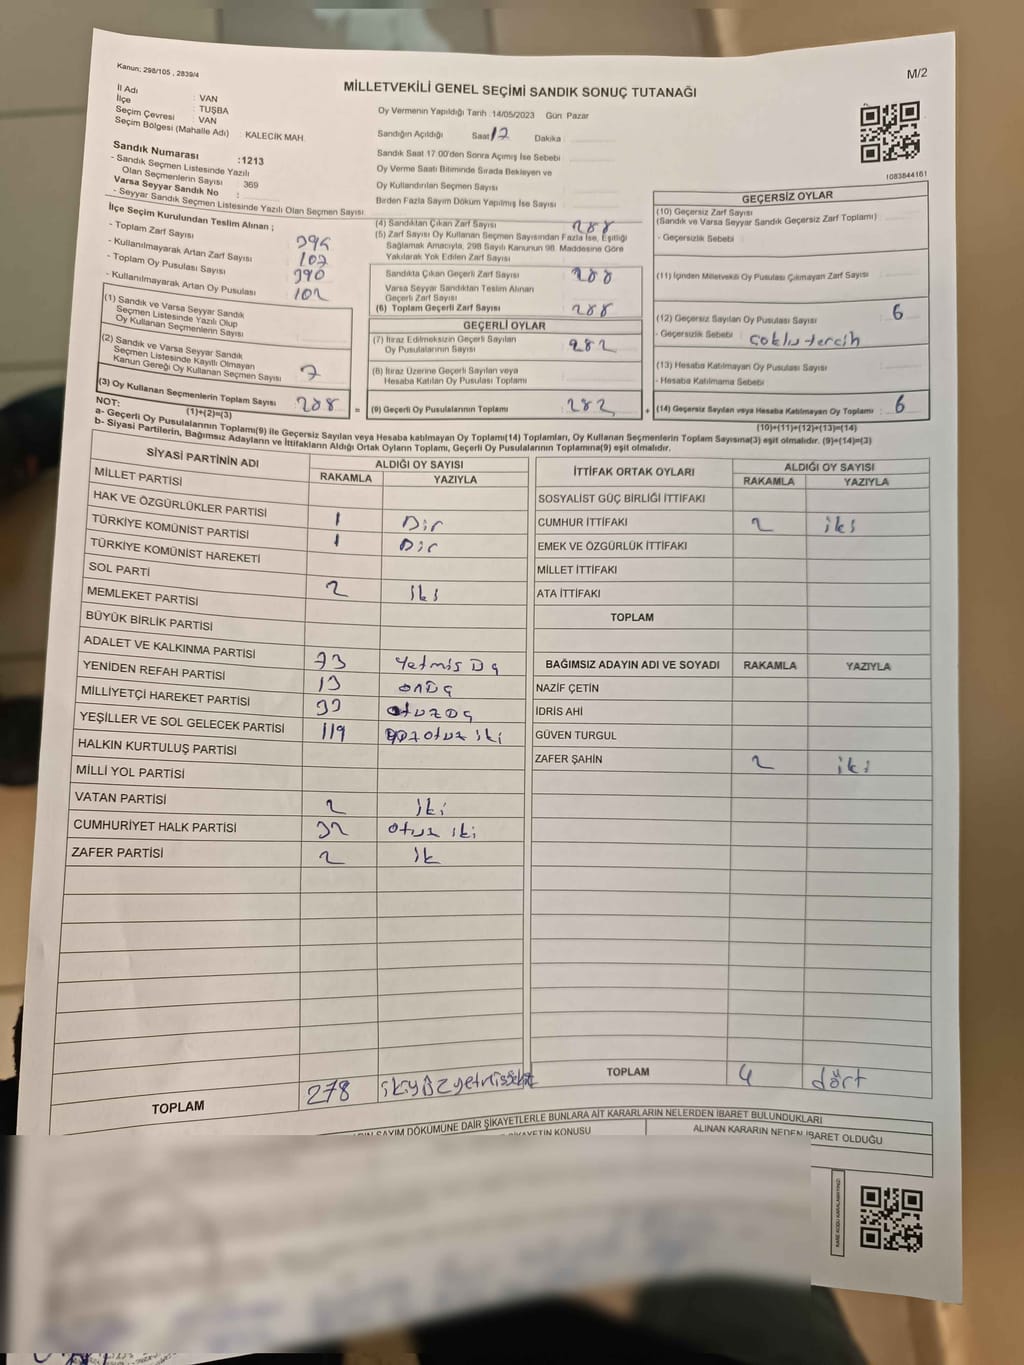 Kanun; 298/105 , 2839/4
M/2
MİLLETVEKİLİ GENEL SEÇİMİ SANDIK SONUÇ TUTANAĞI
İl Adı : VAN
İlçe : TUŞBA
Seçim Çevresi : VAN
Seçim Bölgesi (Mahalle Adı) : KALECİK MAH.
Sandık Numarası :1213
- Sandık Seçmen Listesinde Yazılı
Olan Seçmenlerin Sayısı 369
Varsa Seyyar Sandık No :
- Seyyar Sandık Seçmen Listesinde Yazılı Olan Seçmen Sayısı
Oy Vermenin Yapıldığı Tarih :14/05/2023 Gün Pazar
Sandığın Açıldığı Saat 17 Dakika
Sandık Saat 17:00'den Sonra Açımış İse Sebebi
Oy Verme Saati Bitiminde Sırada Bekleyen ve
Oy Kullandırılan Seçmen Sayısı
Birden Fazla Sayım Döküm Yapılmış İse Sayısı
1083844161
İlçe Seçim Kurulundan Teslim Alınan ;
- Toplam Zarf Sayısı
- Kullanılmayarak Artan Zarf Sayısı 102
- Toplam Oy Pusulası Sayısı 390
- Kullanılmayarak Artan Oy Pusulası 102
(1) Sandık ve Varsa Seyyar Sandık
Seçmen Listesinde Yazılı Olup
Oy Kullanan Seçmenlerin Sayısı
(2) Sandık ve Varsa Seyyar Sandık
Seçmen Listesinde Kayıtlı Olmayan
Kanun Gereği Oy Kullanan Seçmen Sayısı 7
(3) Oy Kullanan Seçmenlerin Toplam Sayısı 288
(1)+(2)=(3)
(4) Sandıktan Çıkan Zarf Sayısı 288
(5) Zarf Sayısı Oy Kullanan Seçmen Sayısından Fazla İse, Eşitliği
Sağlamak Amacıyla, 298 Sayılı Kanunun 98. Maddesine Göre
Yakılarak Yok Edilen Zarf Sayısı
Sandıkta Çıkan Geçerli Zarf Sayısı 288
Varsa Seyyar Sandıktan Teslim Alınan
Geçerli Zarf Sayısı
(6) Toplam Geçerli Zarf Sayısı 288
GEÇERLİ OYLAR
(7) İtiraz Edilmeksizin Geçerli Sayılan
Oy Pusulalarının Sayısı 282
(8) İtiraz Üzerine Geçerli Sayılan veya
Hesaba Katılan Oy Pusulası Toplamı
= (9) Geçerli Oy Pusulalarının Toplamı 282 +
GEÇERSİZ OYLAR
(10) Geçersiz Zarf Sayısı
(Sandık ve Varsa Seyyar Sandık Geçersiz Zarf Toplamı)
- Geçersizlik Sebebi
(11) İçinden Milletvekili Oy Pusulası Çıkmayan Zarf Sayısı
(12) Geçersiz Sayılan Oy Pusulası Sayısı 6
- Geçersizlik Sebebi çoklu tercih
(13) Hesaba Katılmayan Oy Pusulası Sayısı
- Hesaba Katılmama Sebebi
(14) Geçersiz Sayılan veya Hesaba Katılmayan Oy Toplamı 6
(10)+(11)+(12)+(13)=(14)
NOT:
a- Geçerli Oy Pusulalarının Toplamı(9) ile Geçersiz Sayılan veya Hesaba katılmayan Oy Toplamı(14) Toplamları, Oy Kullanan Seçmenlerin Toplam Sayısına(3) eşit olmalıdır. (9)+(14)=(3)
b- Siyasi Partilerin, Bağımsız Adayların ve İttifakların Aldığı Ortak Oyların Toplamı, Geçerli Oy Pusulalarının Toplamına(9) eşit olmalıdır.
SİYASİ PARTİNİN ADI ALDIĞI OY SAYISI
RAKAMLA YAZIYLA
MİLLET PARTİSİ
HAK VE ÖZGÜRLÜKLER PARTİSİ
TÜRKİYE KOMÜNİST PARTİSİ 1 Bir
TÜRKİYE KOMÜNİST HAREKETİ 1 Bir
SOL PARTİ
MEMLEKET PARTİSİ 2 iki
BÜYÜK BİRLİK PARTİSİ
ADALET VE KALKINMA PARTİSİ 73 Yetmiş Üç
YENİDEN REFAH PARTİSİ 13 on Üç
MİLLİYETÇİ HAREKET PARTİSİ 33 otuz Üç
YEŞİLLER VE SOL GELECEK PARTİSİ 119 otuz iki
HALKIN KURTULUŞ PARTİSİ
MİLLİ YOL PARTİSİ
VATAN PARTİSİ 2 iki
CUMHURİYET HALK PARTİSİ 32 otuz iki
ZAFER PARTİSİ 2 ik
TOPLAM 278 ikiyüzyetmişsekiz
İTTİFAK ORTAK OYLARI ALDIĞI OY SAYISI
RAKAMLA YAZIYLA
SOSYALİST GÜÇ BİRLİĞİ İTTİFAKI
CUMHUR İTTİFAKI 2 iki
EMEK VE ÖZGÜRLÜK İTTİFAKI
MİLLET İTTİFAKI
ATA İTTİFAKI
TOPLAM
BAĞIMSIZ ADAYIN ADI VE SOYADI RAKAMLA YAZIYLA
NAZİF ÇETİN
İDRİS AHİ
GÜVEN TURGUL
ZAFER ŞAHİN 2 iki
TOPLAM 4 dört
SAYIM DÖKÜMÜNE DAİR ŞİKAYETLERLE BUNLARA AİT KARARLARIN NELERDEN İBARET BULUNDUKLARI
KONUSU ALINAN KARARIN NEDEN İBARET OLDUĞU